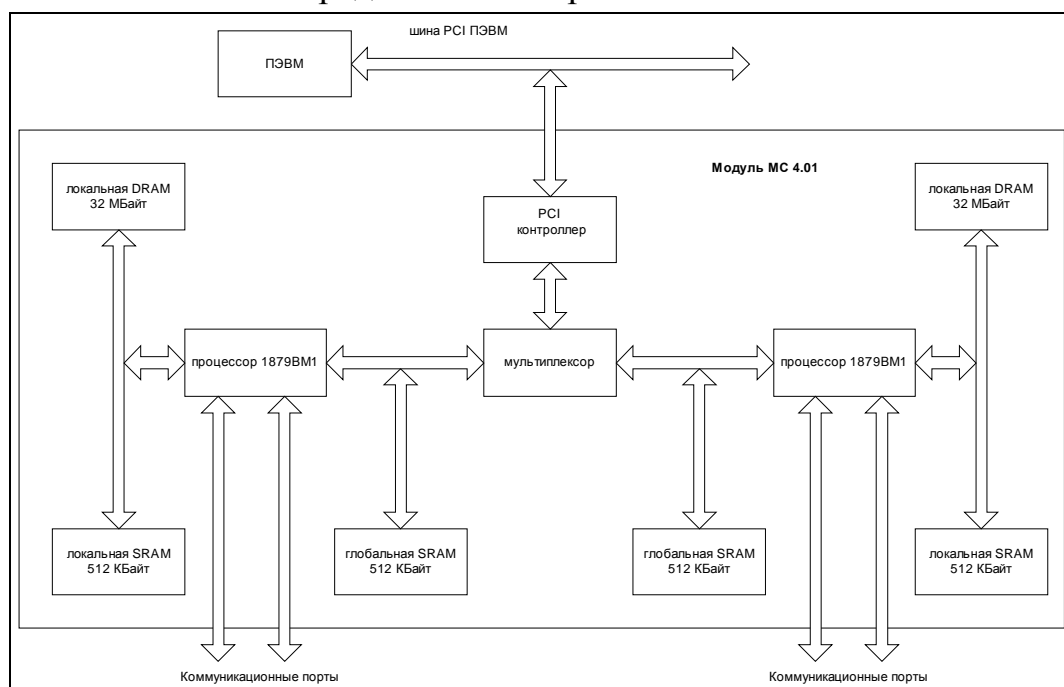 шина PCI ПЭВМ
ПЭВМ
Модуль МС 4.01
локальная DRAM
32 МБайт
локальная DRAM
32 МБайт
PCI
контроллер
процессор 1879ВМ1
мультиплексор
процессор 1879ВМ1
локальная SRAM
512 КБайт
глобальная SRAM
512 КБайт
глобальная SRAM
512 КБайт
локальная SRAM
512 КБайт
Коммуникационные порты
Коммуникационные порты